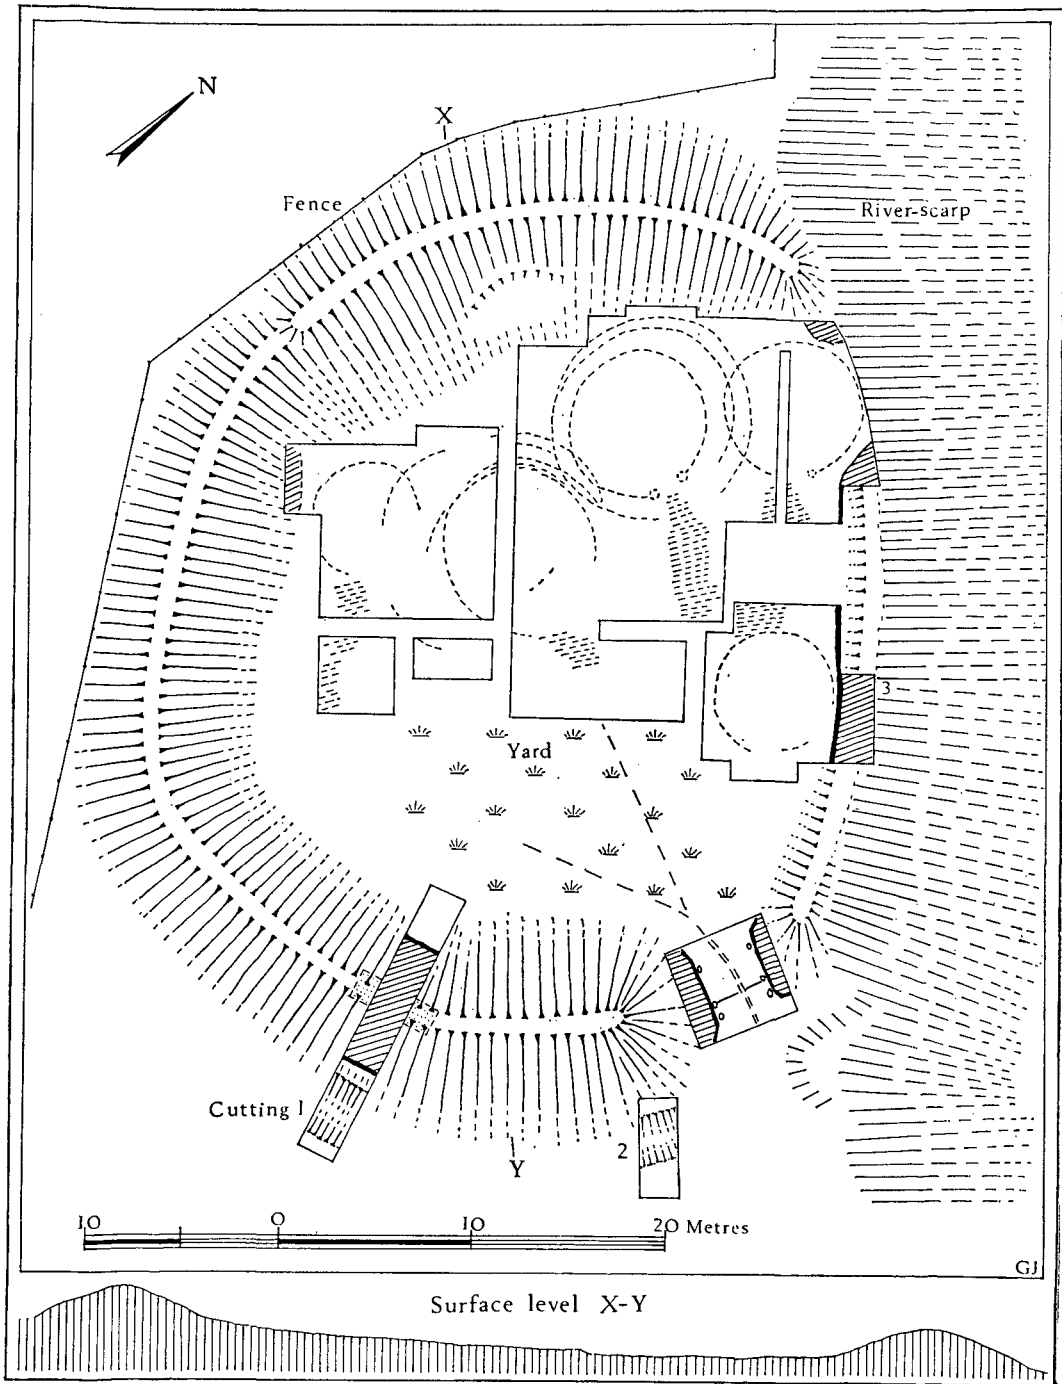 N
X
Fence
River-scarp
3
Yard
Cutting 1
2
Y
10 0 10 20 Metres
GJ
Surface level X-Y